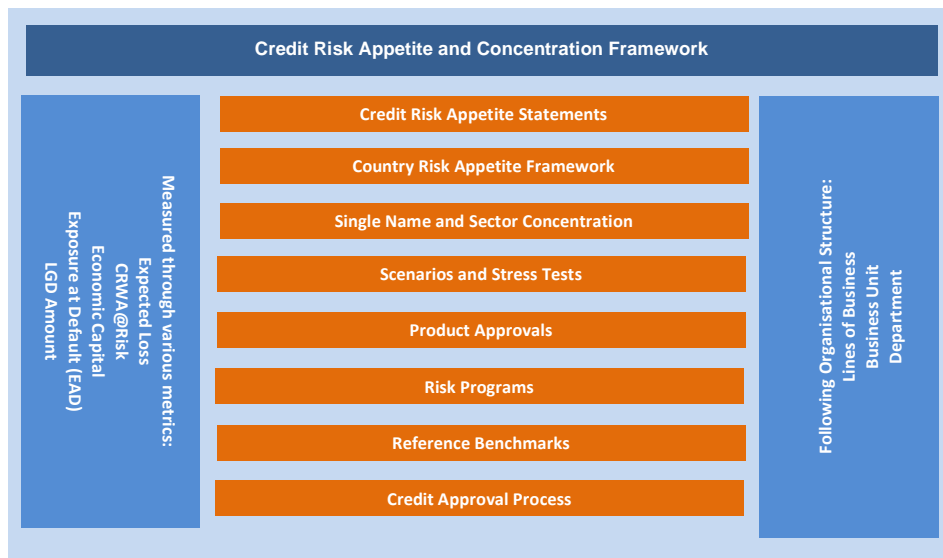 Credit Risk Appetite and Concentration Framework
Measured through various metrics:
Expected Loss
CRWA@Risk
Economic Capital
Exposure at Default (EAD)
LGD Amount
Credit Risk Appetite Statements
Country Risk Appetite Framework
Single Name and Sector Concentration
Scenarios and Stress Tests
Product Approvals
Risk Programs
Reference Benchmarks
Credit Approval Process
Following Organisational Structure:
Lines of Business
Business Unit
Department